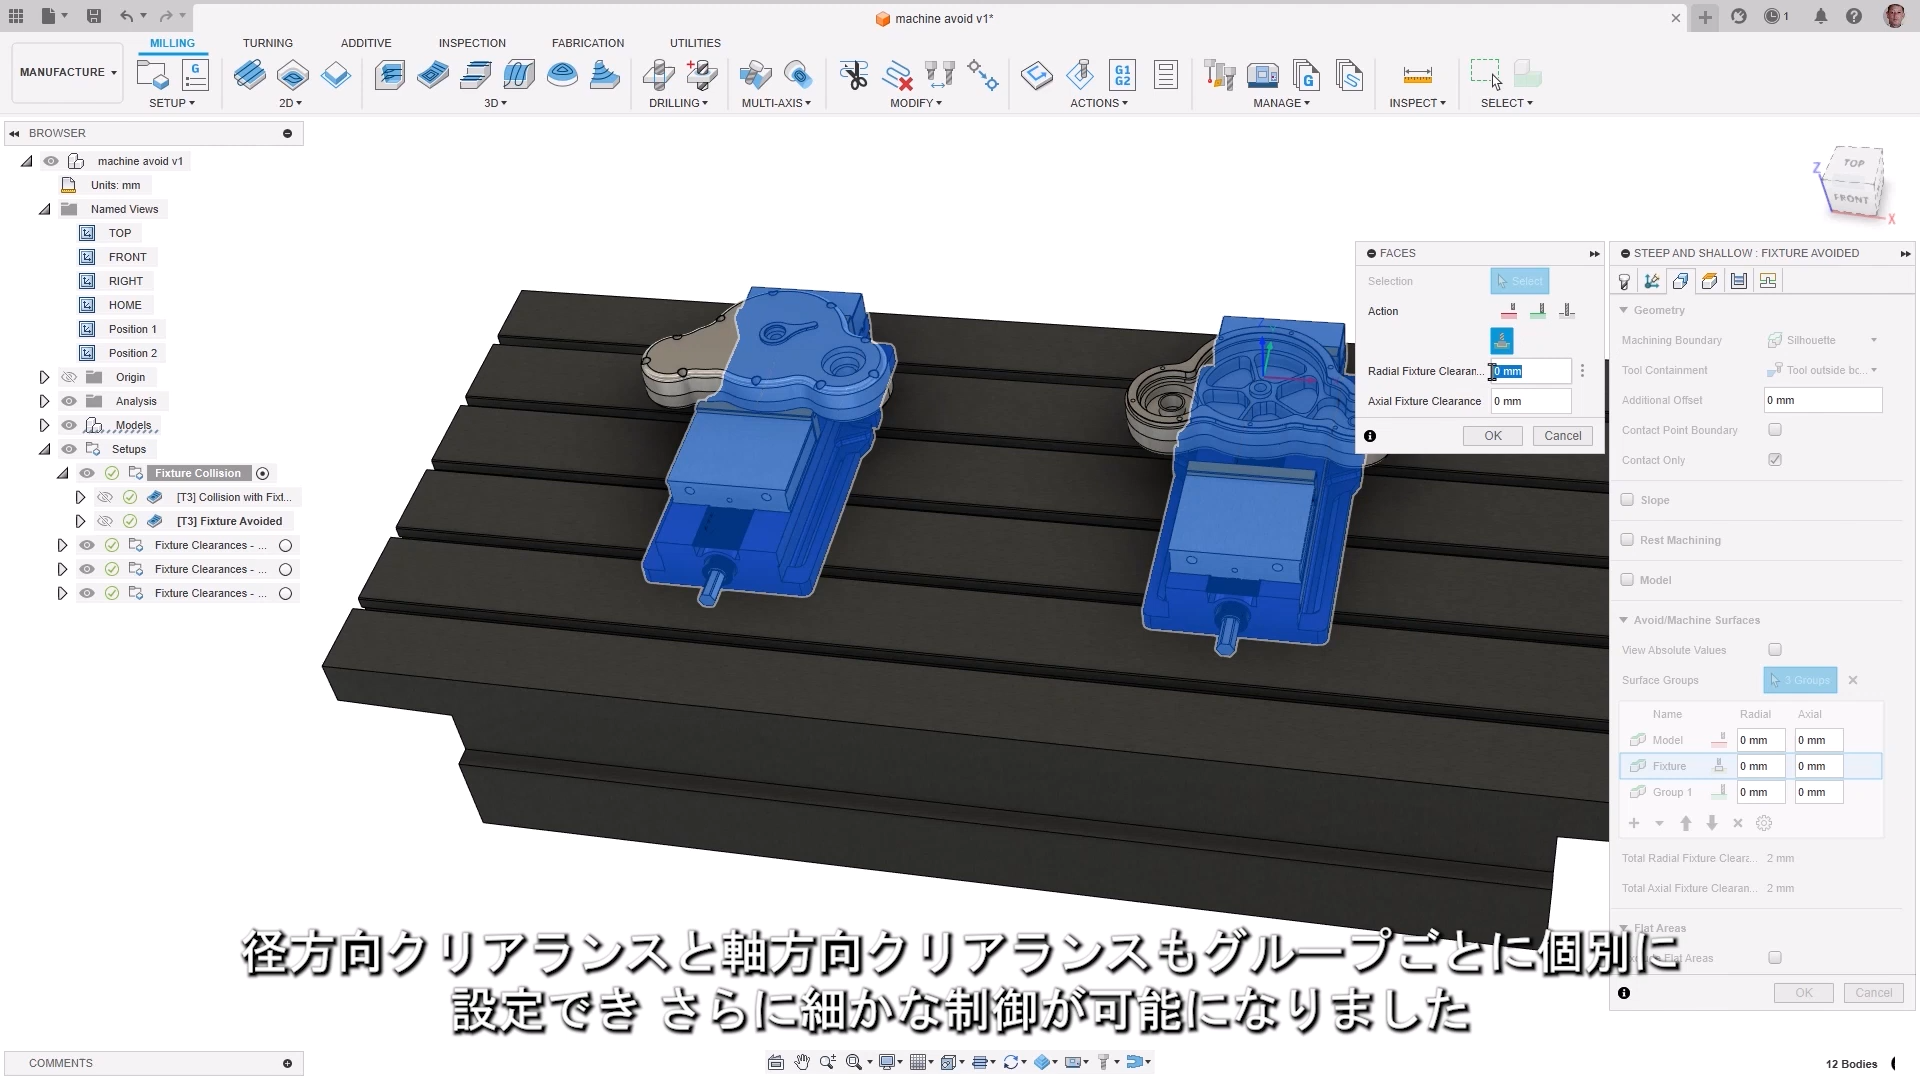 machine avoid v1*
1
MILLING TURNING ADDITIVE INSPECTION FABRICATION UTILITIES
MANUFACTURE
SETUP 2D 3D DRILLING MULTI-AXIS MODIFY ACTIONS MANAGE INSPECT SELECT
G
G1
G2
G
BROWSER
machine avoid v1
Units: mm
Named Views
TOP
FRONT
RIGHT
HOME
Position 1
Position 2
Origin
Analysis
Models
Setups
Fixture Collision
[T3] Collision with Fixt...
[T3] Fixture Avoided
Fixture Clearances - ...
Fixture Clearances - ...
Fixture Clearances - ...
Z
TOP
FRONT
X
FACES
Selection Select
Action
Radial Fixture Clearan... 0 mm
Axial Fixture Clearance 0 mm
OK Cancel
STEEP AND SHALLOW : FIXTURE AVOIDED
Geometry
Machining Boundary Silhouette
Tool Containment Tool outside bc...
Additional Offset 0 mm
Contact Point Boundary
Contact Only
Slope
Rest Machining
Model
Avoid/Machine Surfaces
View Absolute Values
Surface Groups 3 Groups
Name Radial Axial
Model 0 mm 0 mm
Fixture 0 mm 0 mm
Group 1 0 mm 0 mm
Total Radial Fixture Cleara... 2 mm
Total Axial Fixture Clearan... 2 mm
Flat Areas
Flat Areas
OK Cancel
径方向クリアランスと軸方向クリアランスもグループごとに個別に
設定でき さらに細かな制御が可能になりました
COMMENTS
12 Bodies